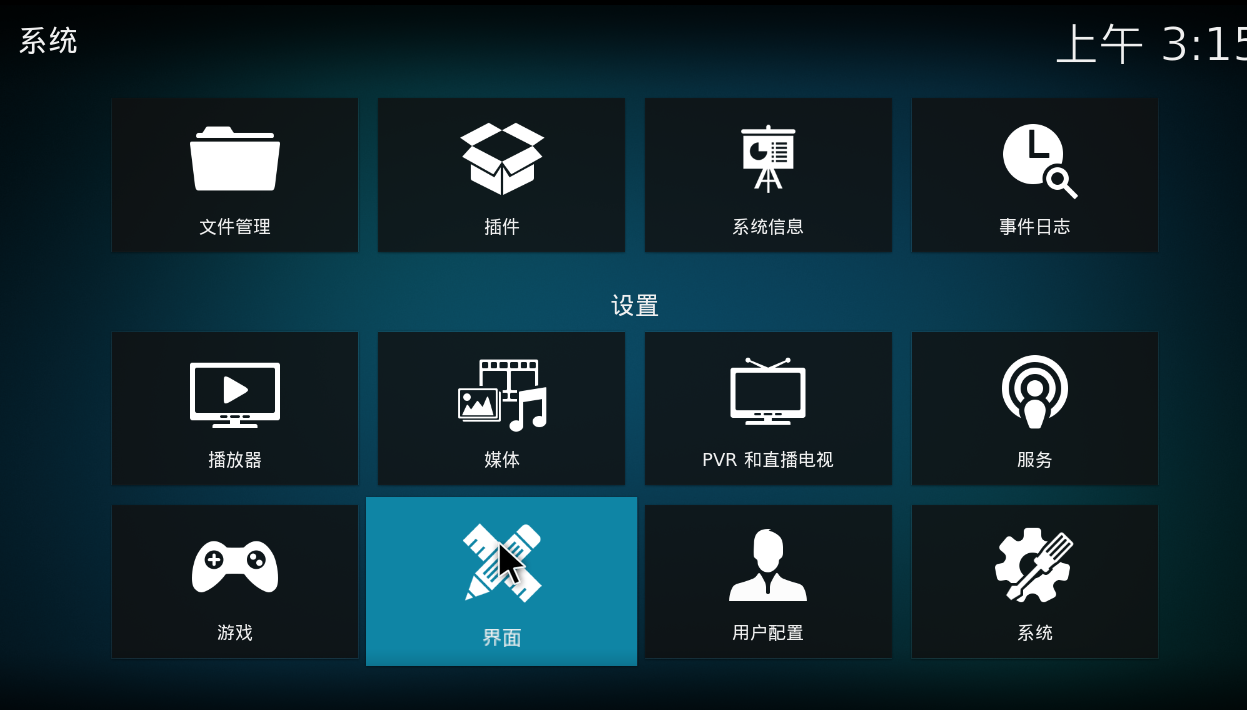 系统
上午 3:15
文件管理
插件
系统信息
事件日志
设置
播放器
媒体
PVR 和直播电视
服务
游戏
界面
用户配置
系统